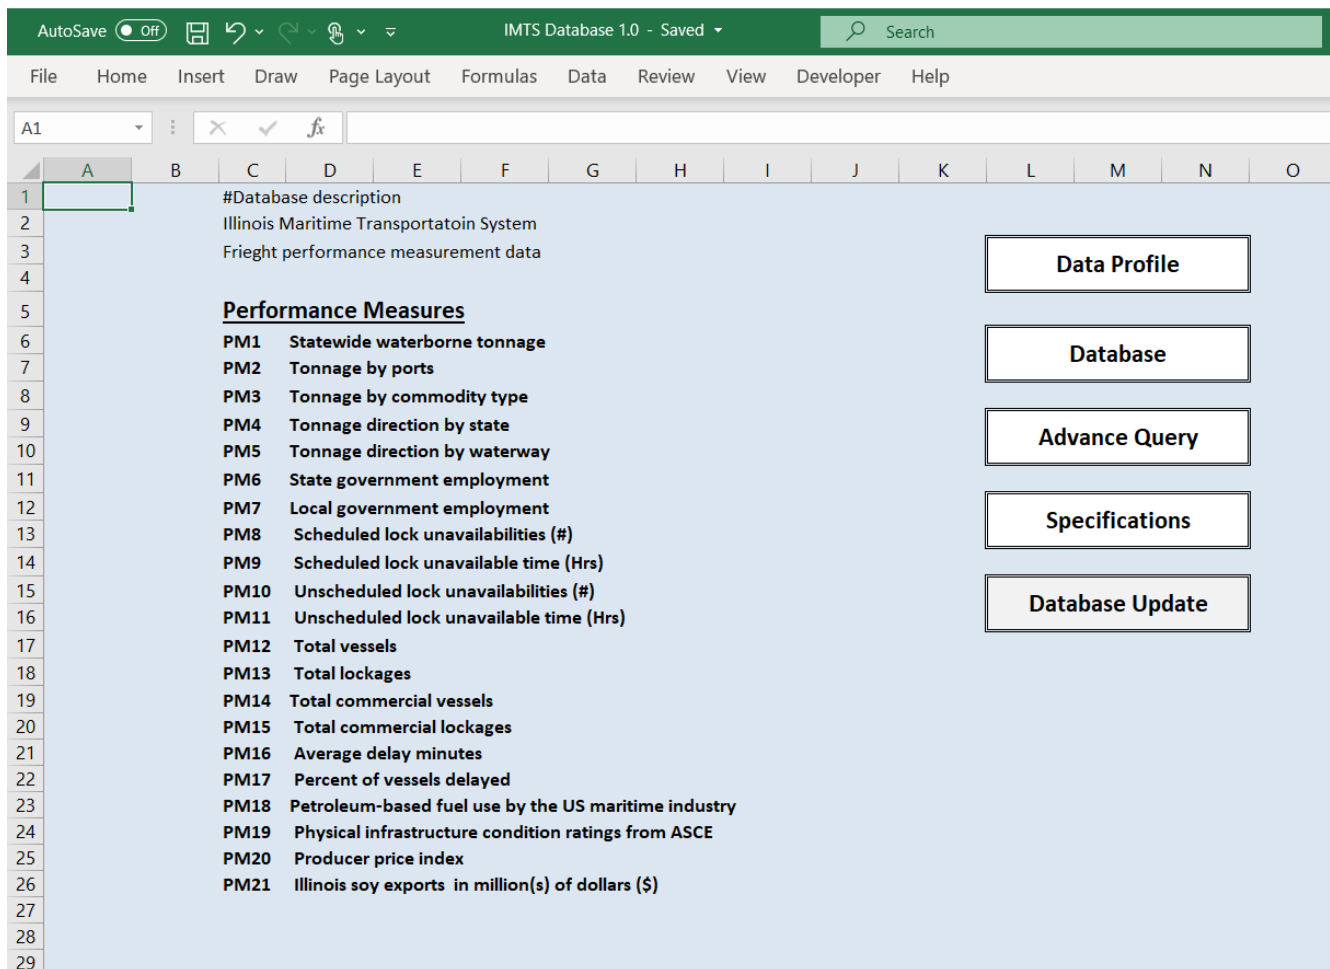 AutoSave Off IMTS Database 1.0 - Saved Search
File Home Insert Draw Page Layout Formulas Data Review View Developer Help
A1 fx
A B C D E F G H I J K L M N O
1 #Database description
2 Illinois Maritime Transportatoin System
3 Frieght performance measurement data
Data Profile
4
5 Performance Measures
6 PM1 Statewide waterborne tonnage
Database
7 PM2 Tonnage by ports
8 PM3 Tonnage by commodity type
9 PM4 Tonnage direction by state
Advance Query
10 PM5 Tonnage direction by waterway
11 PM6 State government employment
12 PM7 Local government employment
Specifications
13 PM8 Scheduled lock unavailabilities (#)
14 PM9 Scheduled lock unavailable time (Hrs)
15 PM10 Unscheduled lock unavailabilities (#)
Database Update
16 PM11 Unscheduled lock unavailable time (Hrs)
17 PM12 Total vessels
18 PM13 Total lockages
19 PM14 Total commercial vessels
20 PM15 Total commercial lockages
21 PM16 Average delay minutes
22 PM17 Percent of vessels delayed
23 PM18 Petroleum-based fuel use by the US maritime industry
24 PM19 Physical infrastructure condition ratings from ASCE
25 PM20 Producer price index
26 PM21 Illinois soy exports in million(s) of dollars ($)
27
28
29